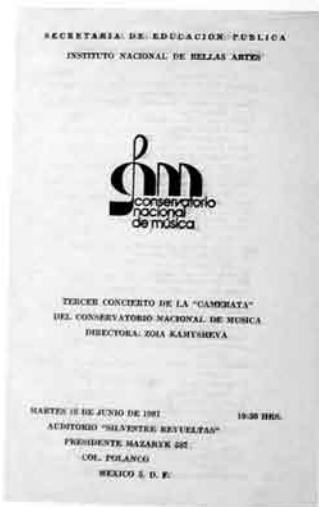 SECRETARIA DE EDUCACION PUBLICA
INSTITUTO NACIONAL DE BELLAS ARTES
conservatorio
nacional
de música
TERCER CONCIERTO DE LA "CAMERATA"
DEL CONSERVATORIO NACIONAL DE MUSICA
DIRECTORA: ZOIA KAMYSHEVA
MARTES 16 DE JUNIO DE 1981 19:30 HRS.
AUDITORIO "SILVESTRE REVUELTAS"
PRESIDENTE MAZARYK 582
COL. POLANCO
MEXICO 5, D. F.